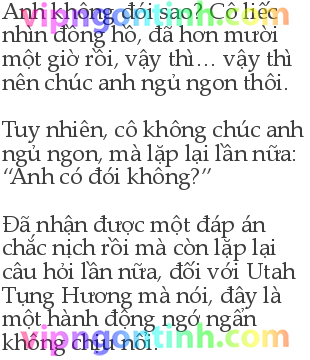 Anh không đói sao? Cô liếc
nhìn đồng hồ, đã hơn mười
một giờ rồi, vậy thì... vậy thì
nên chúc anh ngủ ngon thôi.
Tuy nhiên, cô không chúc anh
ngủ ngon, mà lặp lại lần nữa:
“Anh có đói không?”
Đã nhận được một đáp án
chắc nịch rồi mà còn lặp lại
câu hỏi lần nữa, đối với Utah
Tụng Hương mà nói, đây là
một hành động ngớ ngẩn
không chịu nổi.
vipngontinh.com
vipngontinh.com